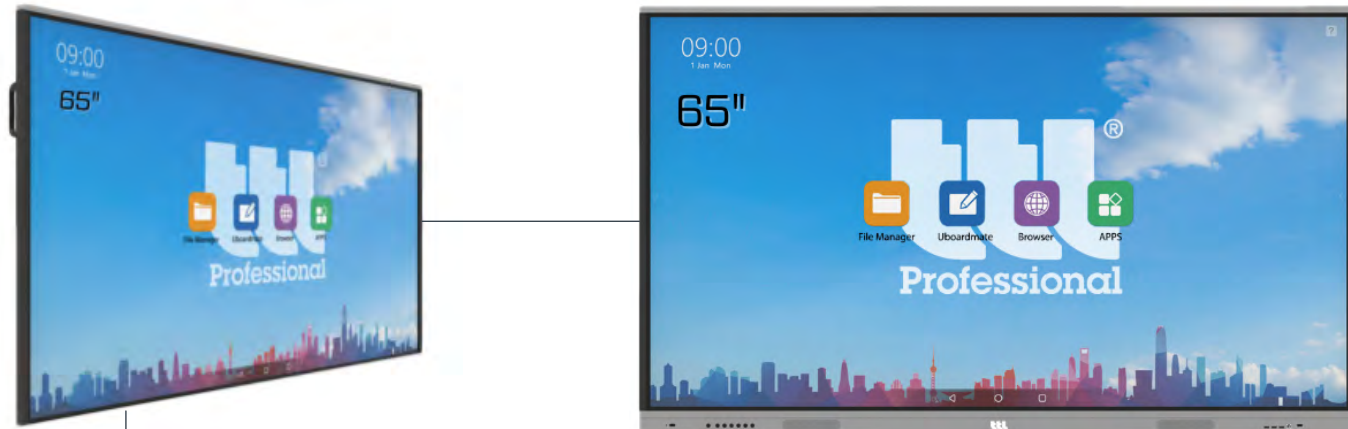 09:00
1 Jan Mon
65"
®
File Manager Uboardmate Browser APPS
Professional
09:00
1 Jan Mon
65"
®
?
File Manager Uboardmate Browser APPS
Professional